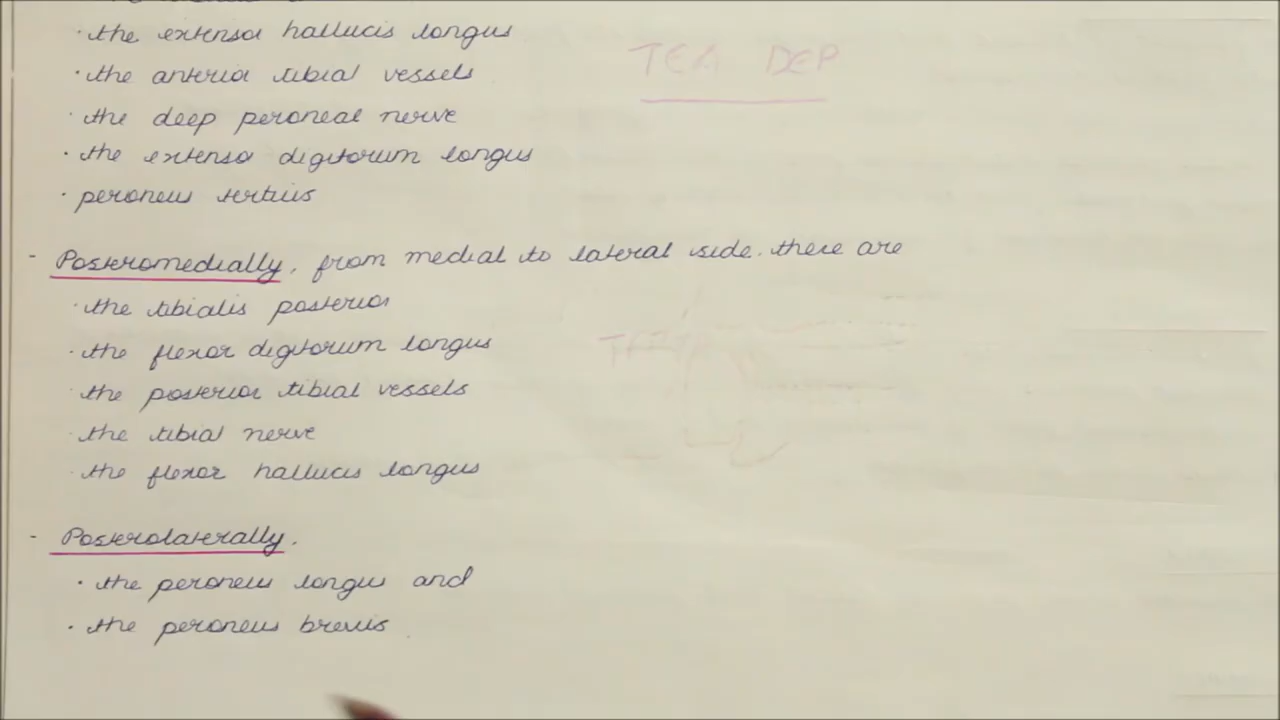 · the extensor hallucis longus
TEA DEP
· the anterior tibial vessels
· the deep peroneal nerve
· the extensor digitorum longus
· peroneus tertius
- Posteromedially, from medial to lateral side. there are
· the tibialis posterior
· the flexor digitorum longus
· the posterior tibial vessels
· the tibial nerve
· the flexor hallucis longus
- Posterolaterally.
· the peroneus longus and
· the peroneus brevis